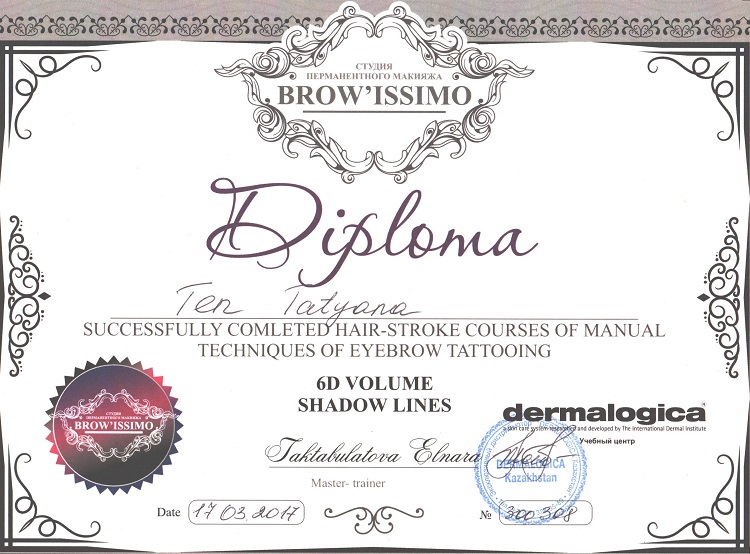 СТУДИЯ
ПЕРМАНЕНТНОГО МАКИЯЖА
BROW'ISSIMO
Diploma
Ten Tatyana
SUCCESSFULLY COMLETED HAIR-STROKE COURSES OF MANUAL
TECHNIQUES OF EYEBROW TATTOOING
6D VOLUME
SHADOW LINES
СТУДИЯ
ПЕРМАНЕНТНОГО МАКИЯЖА
BROW'ISSIMO
dermalogica
a skin care system researched and developed by The International Dermal Institute
Учебный центр
Taktabulatova Elnara
Master- trainer
DERMALOGICA
Kazakhstan
Date 17 03.2017
№ 300308